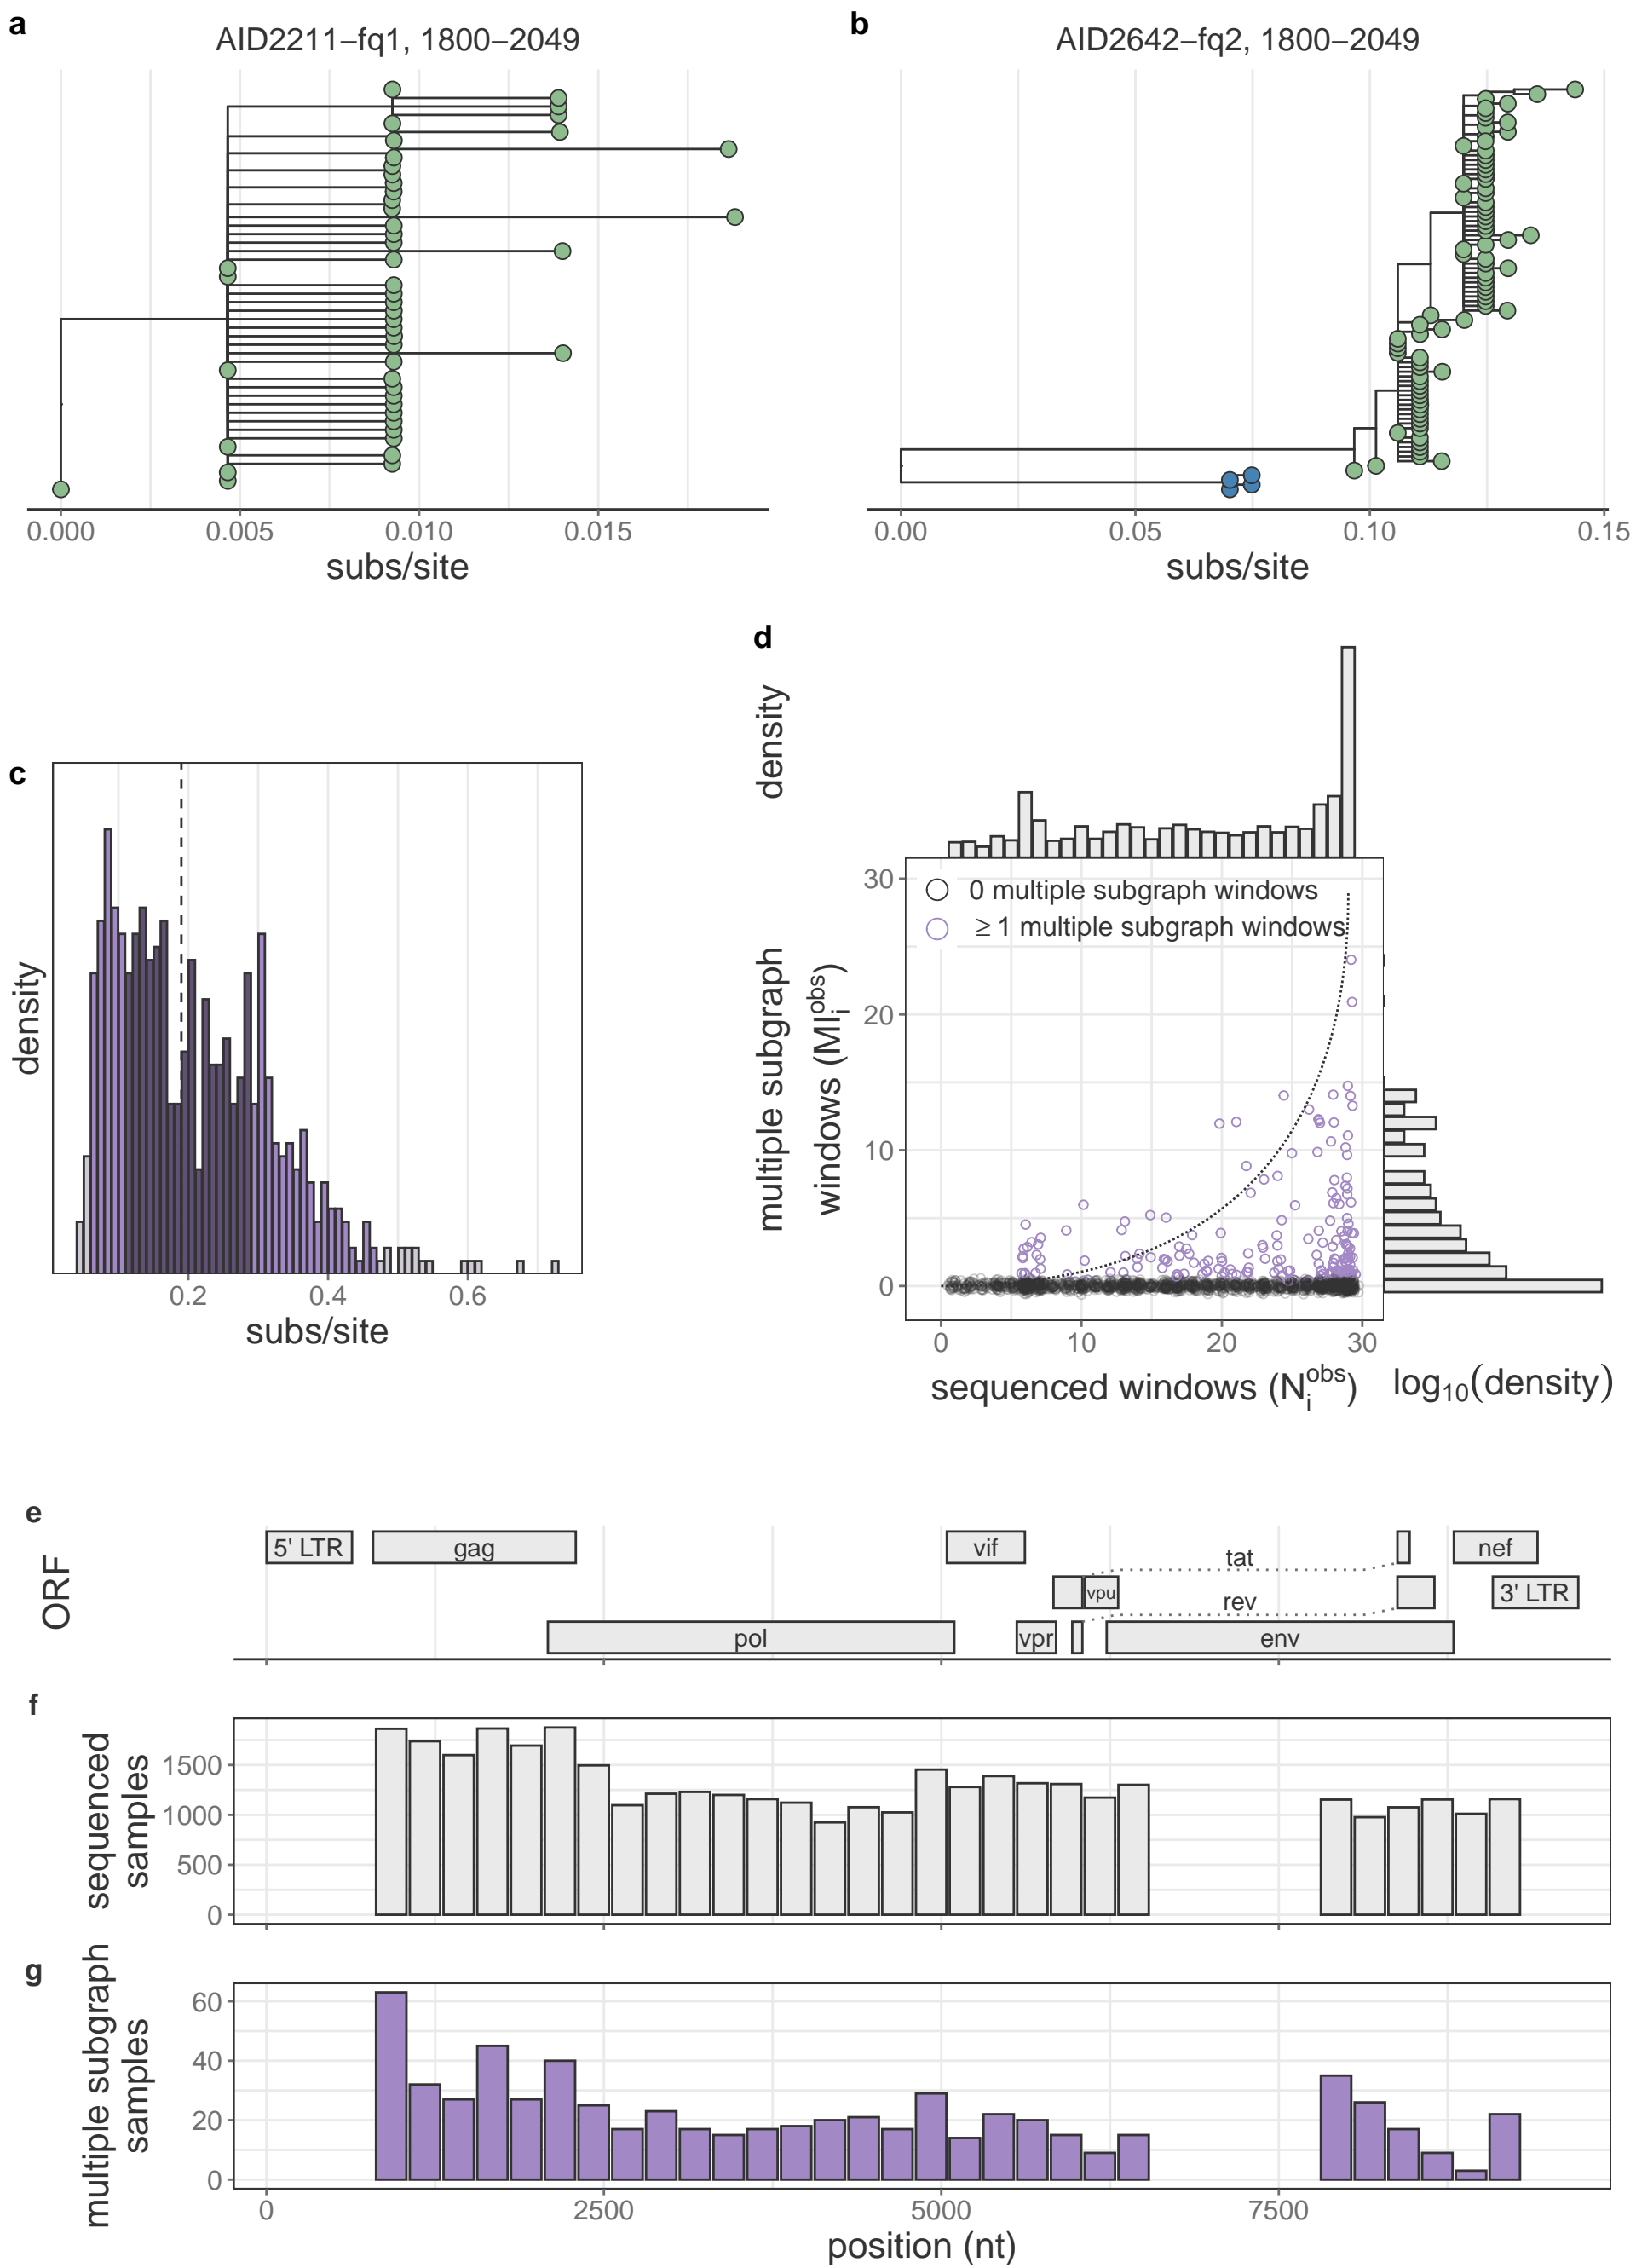 a
AID2211–fq1, 1800–2049
0.000 0.005 0.010 0.015
subs/site
b
AID2642–fq2, 1800–2049
0.00 0.05 0.10 0.15
subs/site
c
density
0.2 0.4 0.6
subs/site
d
density
0 multiple subgraph windows
≥ 1 multiple subgraph windows
multiple subgraph
windows (MI_i^obs)
30
20
10
0
0 10 20 30
sequenced windows (N_i^obs)
log₁₀(density)
e
ORF
5' LTR gag vif tat nef
vpu rev 3' LTR
pol vpr env
f
sequenced
samples
1500
1000
500
0
g
multiple subgraph
samples
60
40
20
0
0 2500 5000 7500
position (nt)